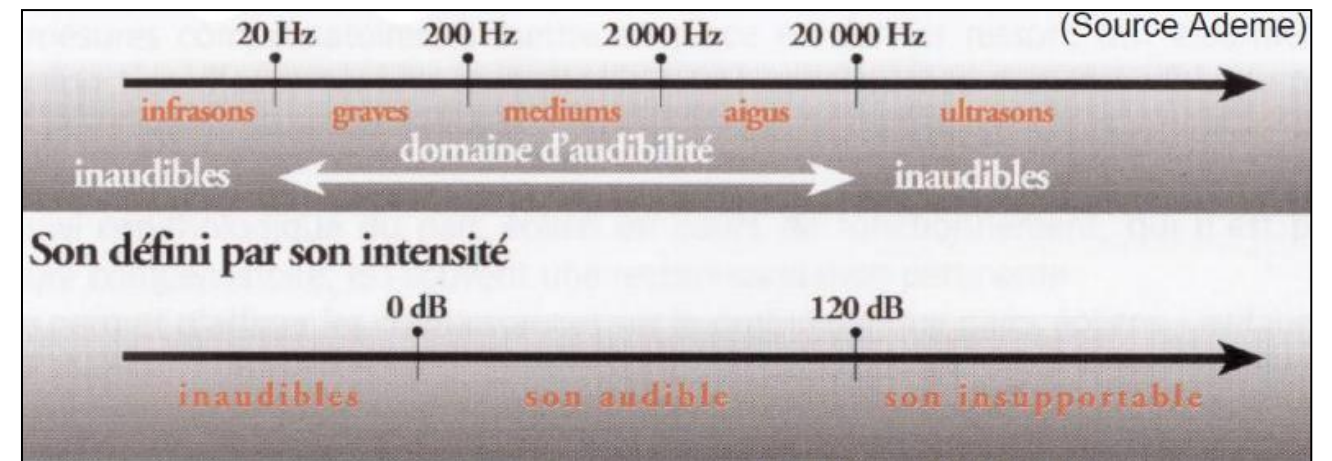 (Source Ademe)
20 Hz 200 Hz 2 000 Hz 20 000 Hz
infrasons graves mediums aigus ultrasons
domaine d'audibilité
inaudibles inaudibles
Son défini par son intensité
0 dB 120 dB
inaudibles son audible son insupportable